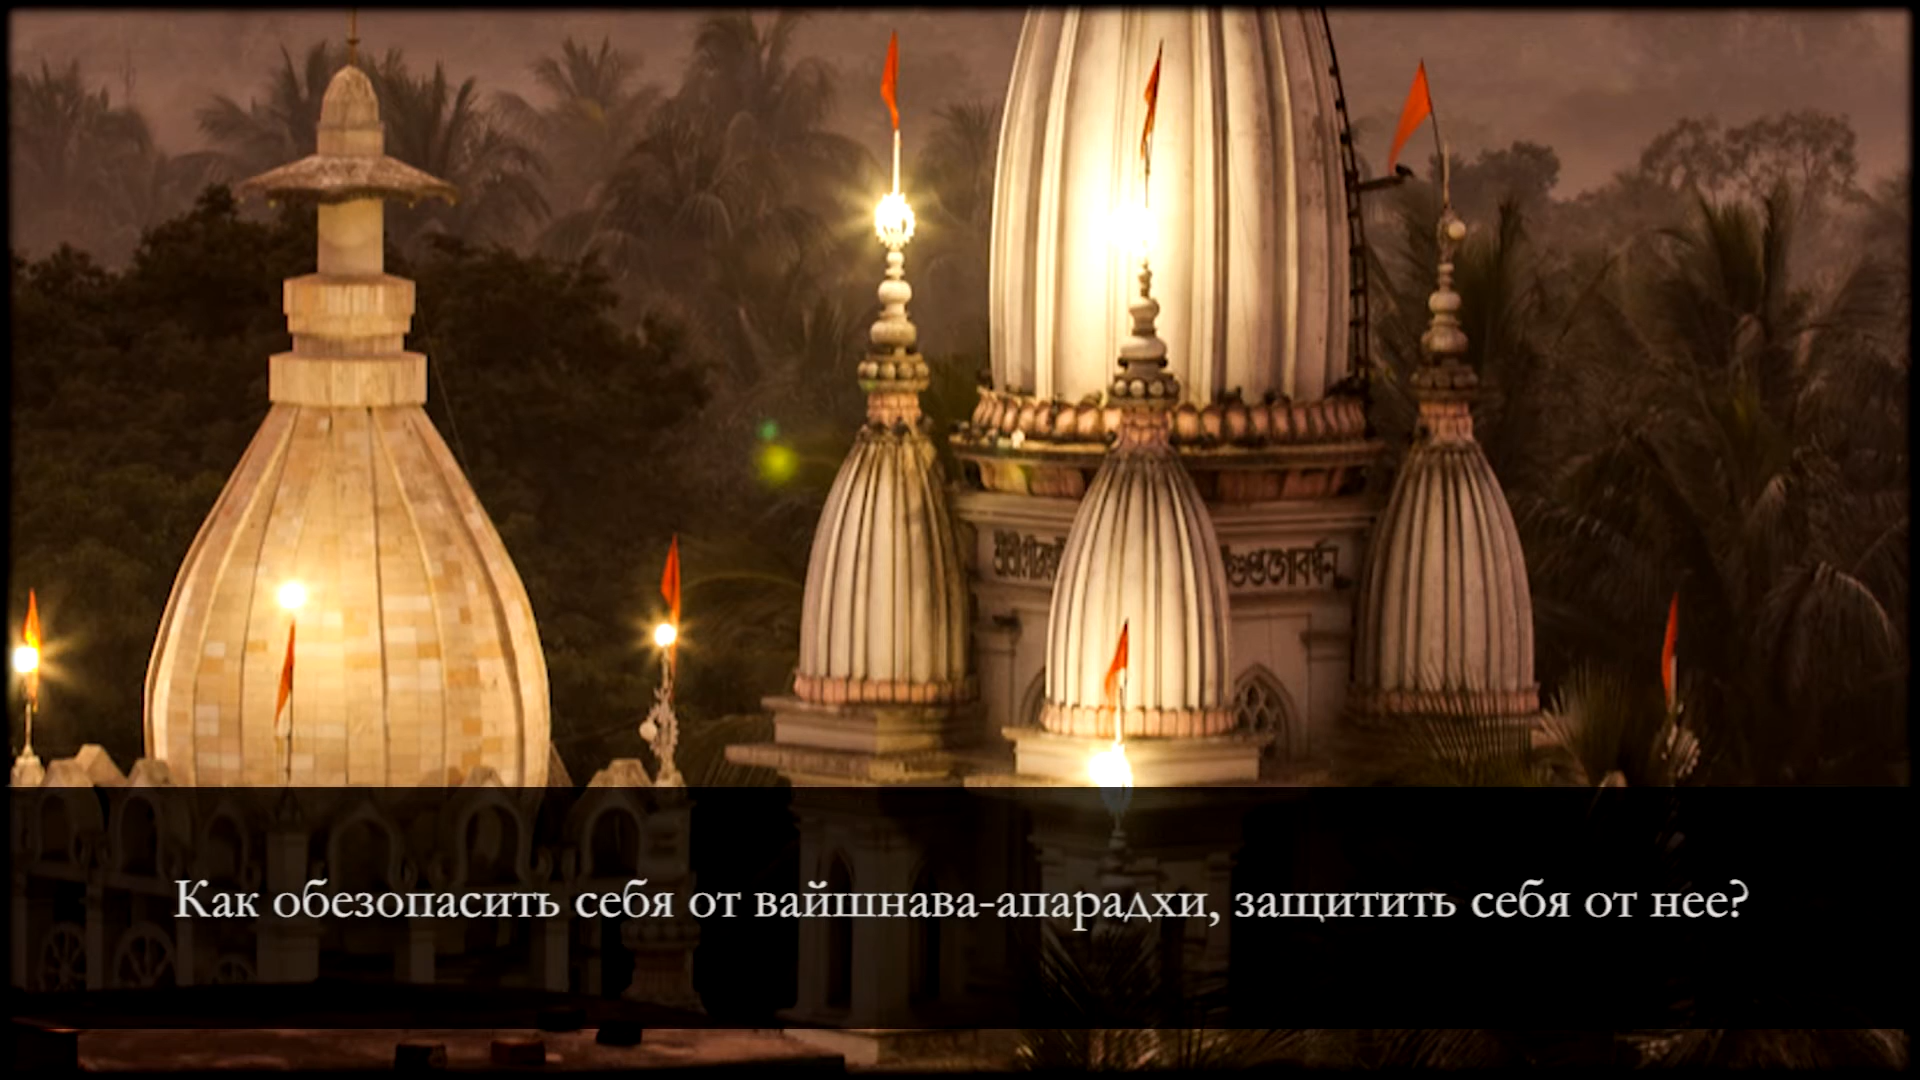 Как обезопасить себя от вайшнава-апарадхи, защитить себя от нее?